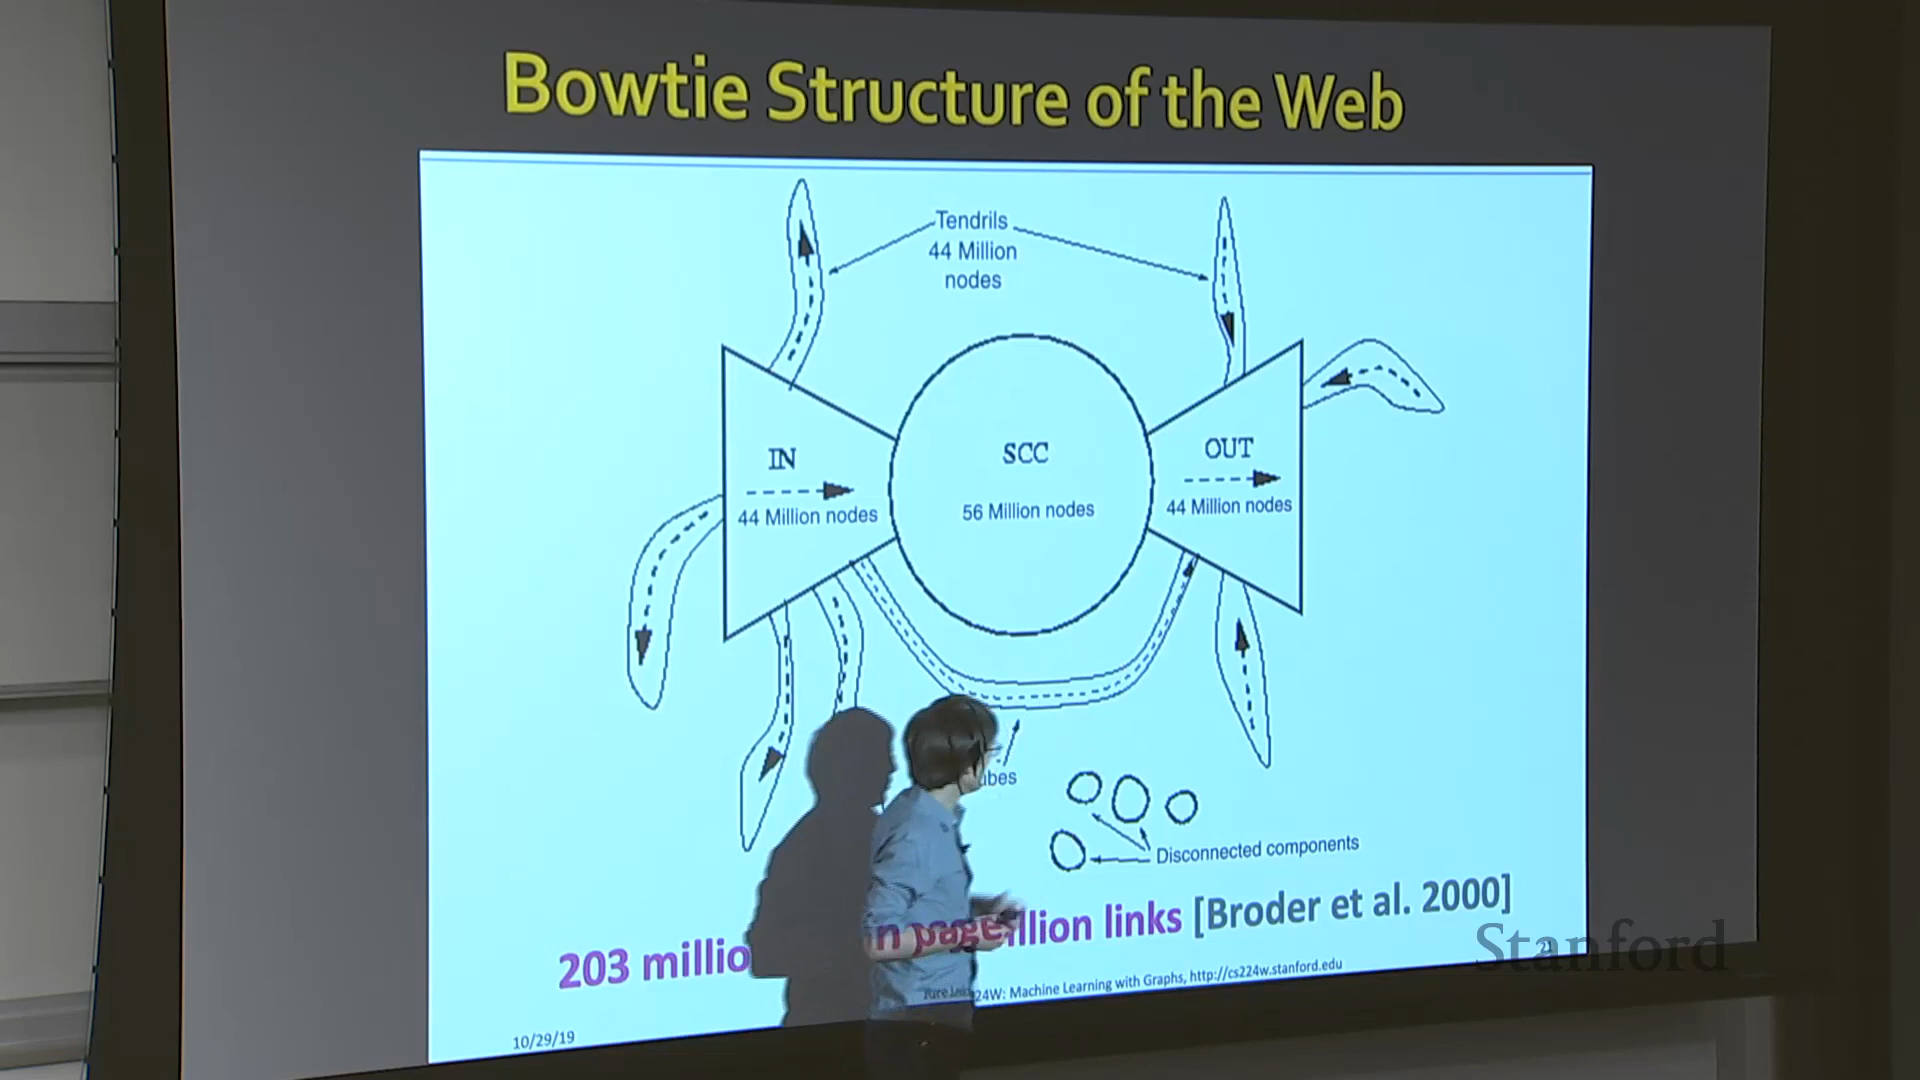 Bowtie Structure of the Web
Tendrils
44 Million
nodes
IN
44 Million nodes
SCC
56 Million nodes
OUT
44 Million nodes
Disconnected components
203 links [Broder et al. 2000]
Stanford
21
24W: Machine Learning with Graphs, http://cs224w.stanford.edu
10/29/19